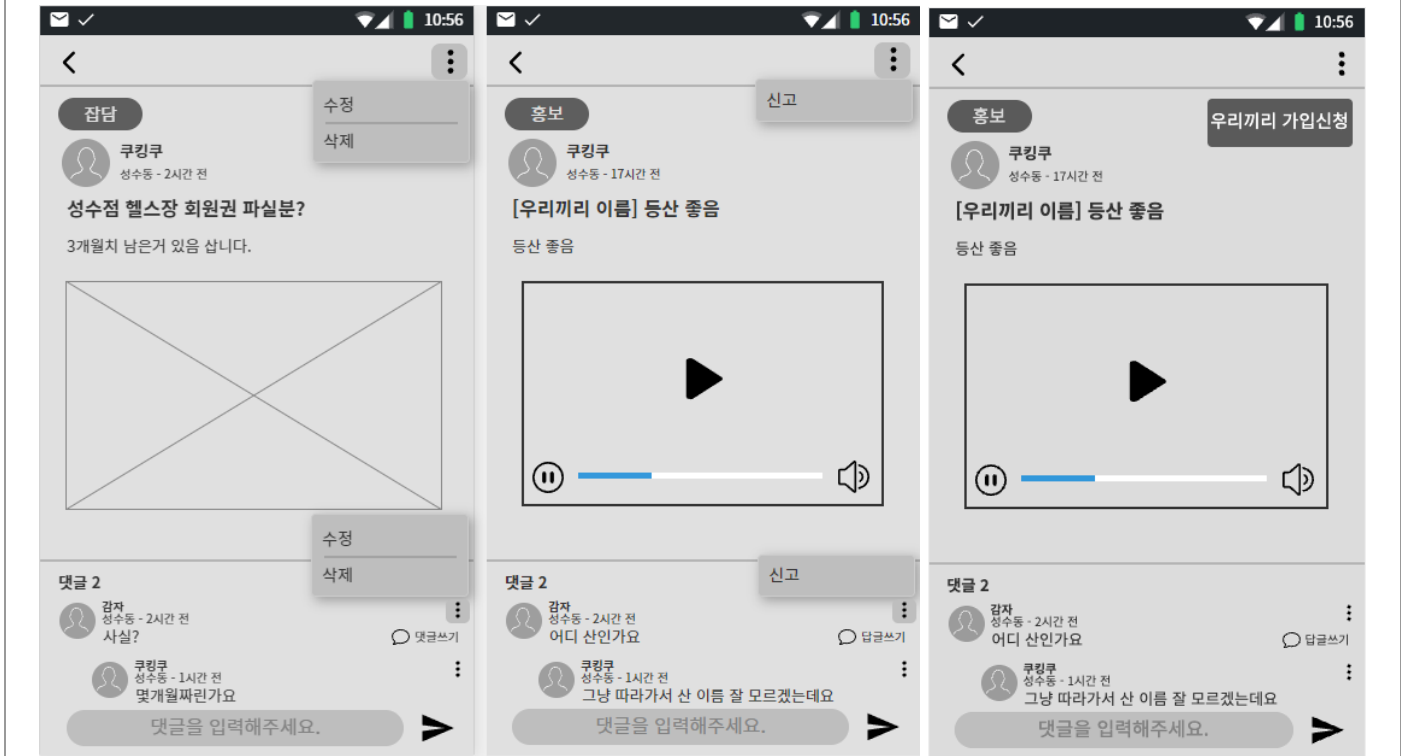 10:56
수정
삭제
잡담
쿠킹쿠
성수동 - 2시간 전
성수점 헬스장 회원권 파실분?
3개월치 남은거 있음 삽니다.
수정
삭제
댓글 2
감자
성수동 - 2시간 전
사실?
댓글쓰기
쿠킹쿠
성수동 - 1시간 전
몇개월짜린가요
댓글을 입력해주세요.
10:56
신고
홍보
쿠킹쿠
성수동 - 17시간 전
[우리끼리 이름] 등산 좋음
등산 좋음
신고
댓글 2
감자
성수동 - 2시간 전
어디 산인가요
답글쓰기
쿠킹쿠
성수동 - 1시간 전
그냥 따라가서 산 이름 잘 모르겠는데요
댓글을 입력해주세요.
10:56
홍보
우리끼리 가입신청
쿠킹쿠
성수동 - 17시간 전
[우리끼리 이름] 등산 좋음
등산 좋음
댓글 2
감자
성수동 - 2시간 전
어디 산인가요
답글쓰기
쿠킹쿠
성수동 - 1시간 전
그냥 따라가서 산 이름 잘 모르겠는데요
댓글을 입력해주세요.